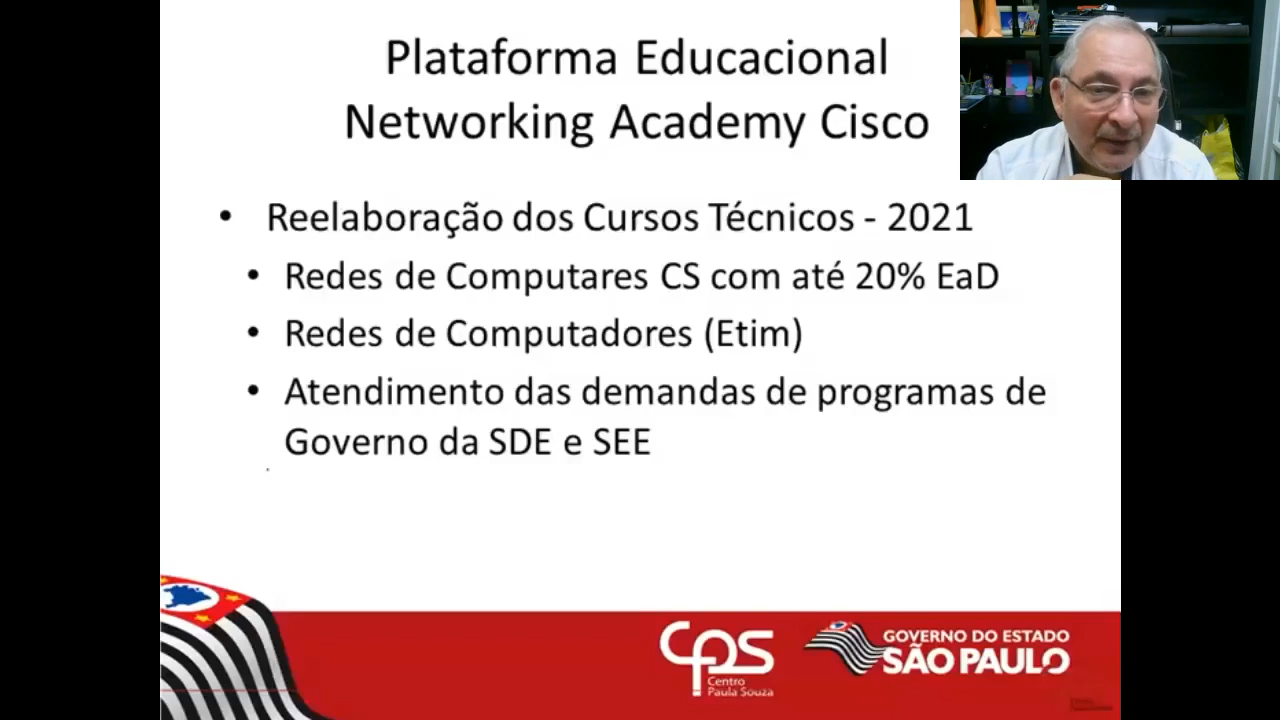 Plataforma Educacional
Networking Academy Cisco
• Reelaboração dos Cursos Técnicos - 2021
• Redes de Computares CS com até 20% EaD
• Redes de Computadores (Etim)
• Atendimento das demandas de programas de
Governo da SDE e SEE
CPS
Centro
Paula Souza
GOVERNO DO ESTADO
SÃO PAULO